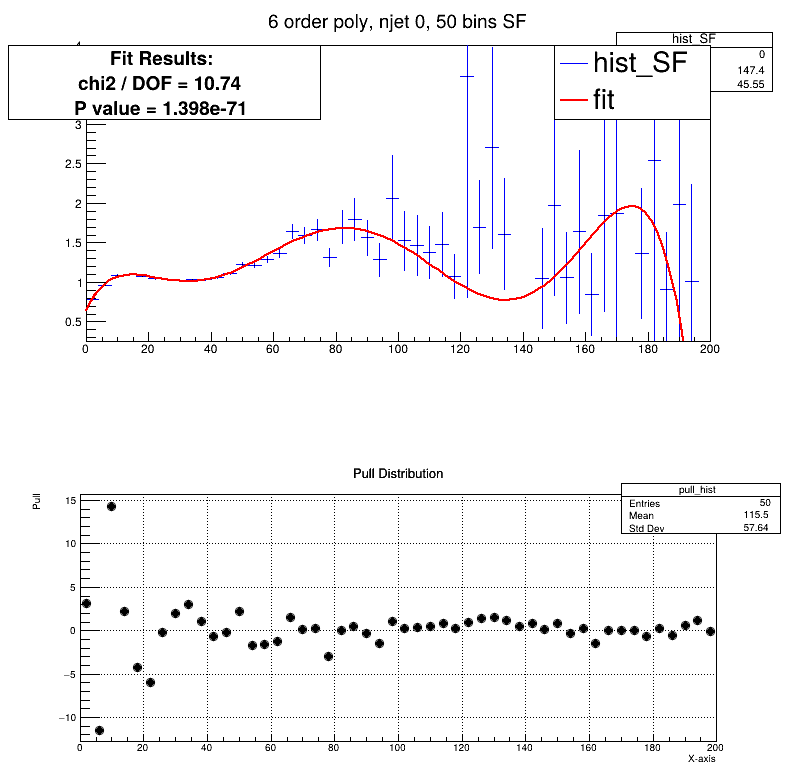 6 order poly, njet 0, 50 bins SF
hist_SF
0
147.4
45.55
Fit Results:
chi2 / DOF = 10.74
P value = 1.398e-71
hist_SF
fit
3
2.5
2
1.5
1
0.5
0 20 40 60 80 100 120 140 160 180 200
Pull Distribution
pull_hist
Entries 50
Mean 115.5
Std Dev 57.64
Pull
15
10
5
0
−5
−10
0 20 40 60 80 100 120 140 160 180 200
X-axis